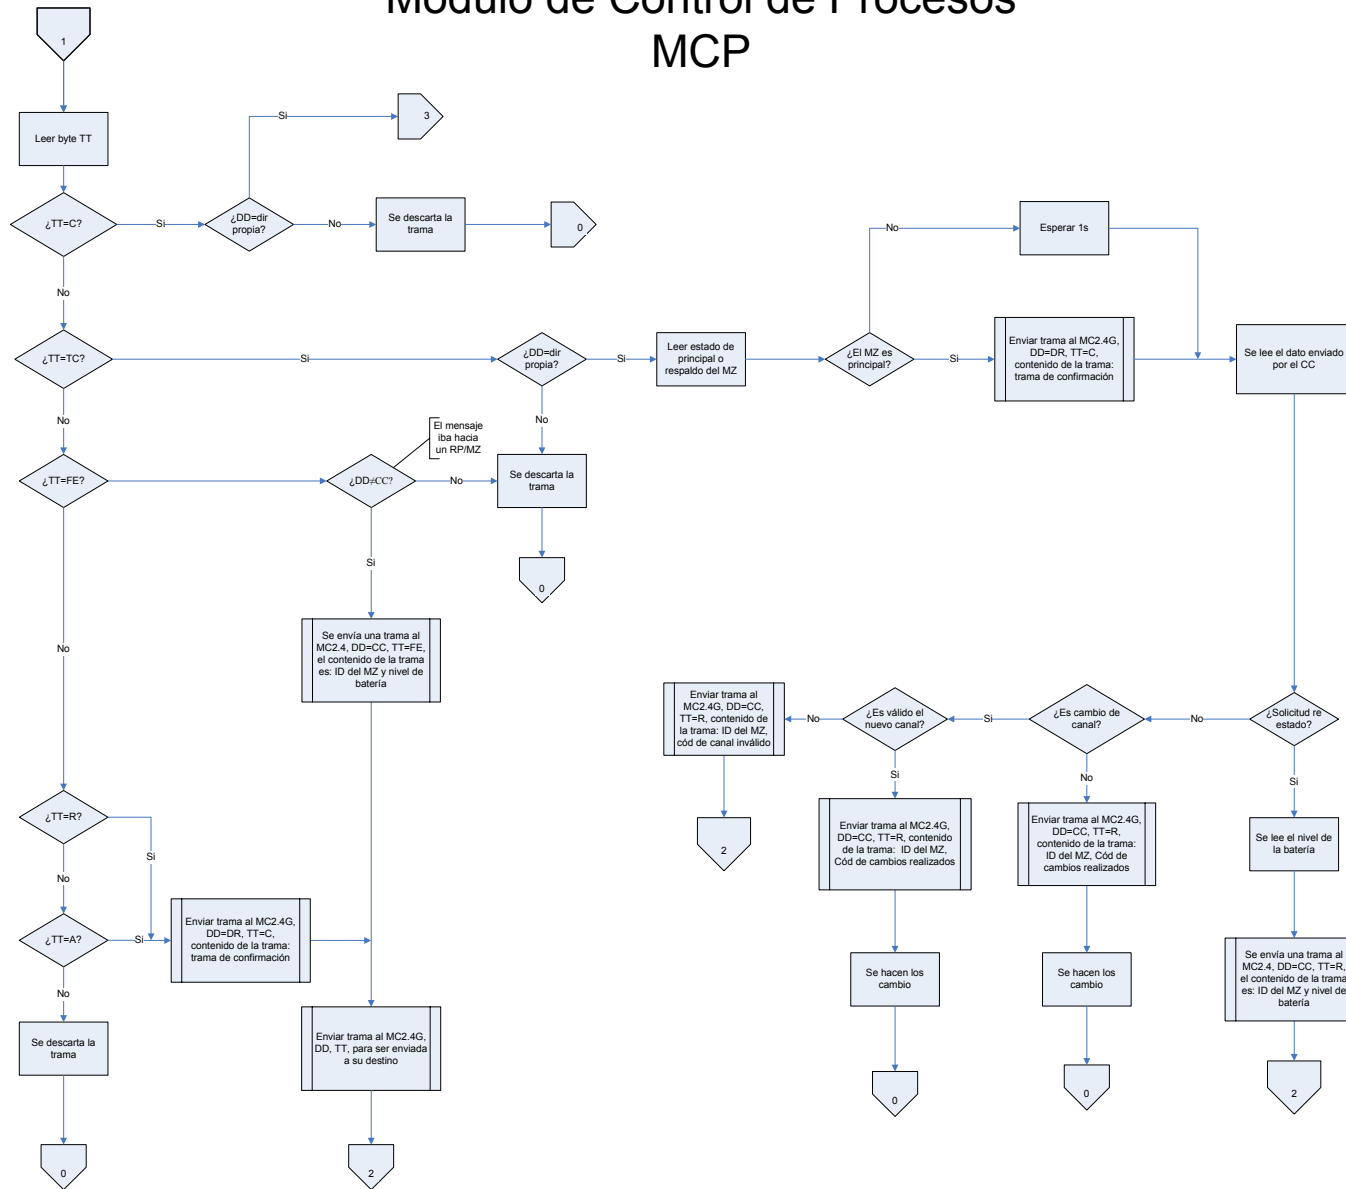 Módulo de Control de Procesos
MCP
1
Leer byte TT
Si
3
¿TT=C?
Si
¿DD=dir
propia?
No
Se descarta la
trama
0
No
Esperar 1s
No
¿TT=TC?
Si
¿DD=dir
propia?
Si
Leer estado de
principal o
respaldo del MZ
¿El MZ es
principal?
Si
Enviar trama al MC2.4G,
DD=DR, TT=C,
contenido de la trama:
trama de confirmación
Se lee el dato enviado
por el CC
No
No
El mensaje
iba hacia
un RP/MZ
¿TT=FE?
¿DD≠CC?
No
Se descarta la
trama
0
Si
No
Se envía una trama al
MC2.4, DD=CC, TT=FE,
el contenido de la trama
es: ID del MZ y nivel de
batería
Enviar trama al
MC2.4G, DD=CC,
TT=R, contenido de
la trama: ID del MZ,
cód de canal inválido
No
¿Es válido el
nuevo canal?
Si
¿Es cambio de
canal?
No
¿Solicitud re
estado?
2
Si
No
Si
Enviar trama al MC2.4G,
DD=CC, TT=R, contenido
de la trama: ID del MZ,
Cód de cambios realizados
Enviar trama al MC2.4G,
DD=CC, TT=R,
contenido de la trama:
ID del MZ, Cód de
cambios realizados
Se lee el nivel de
la batería
¿TT=R?
Si
No
¿TT=A?
Si
Enviar trama al MC2.4G,
DD=DR, TT=C,
contenido de la trama:
trama de confirmación
Se hacen los
cambio
Se hacen los
cambio
Se envía una trama al
MC2.4, DD=CC, TT=R,
el contenido de la trama
es: ID del MZ y nivel de
batería
No
Se descarta la
trama
Enviar trama al MC2.4G,
DD, TT, para ser enviada
a su destino
0
0
2
0
2